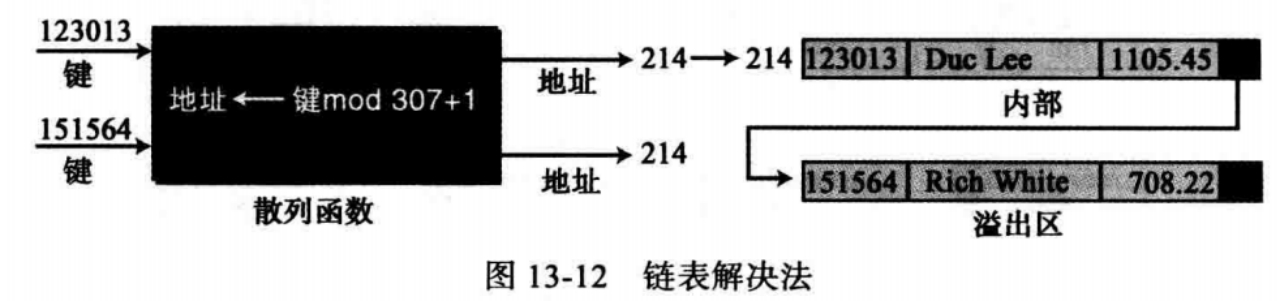 123013
键
151564
键
地址 ← 键mod 307+1
散列函数
地址
214 → 214
地址
214
123013 Duc Lee 1105.45
内部
151564 Rich White 708.22
溢出区
图 13-12 链表解决法